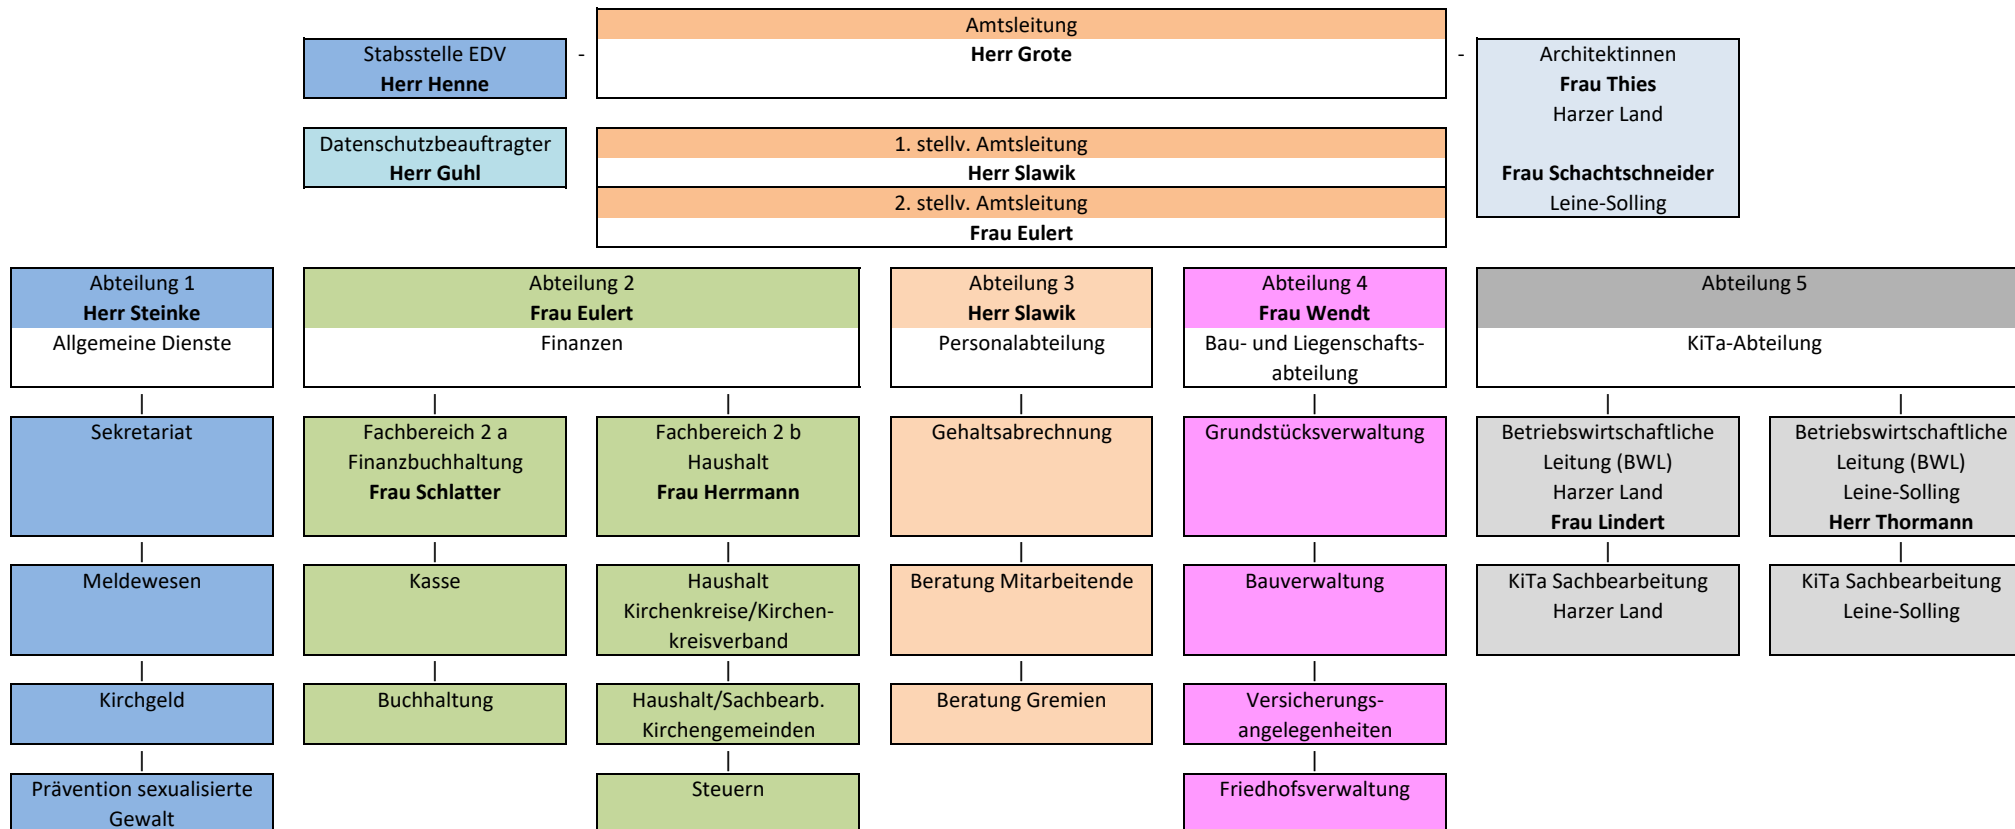 Amtsleitung
Herr Grote
Stabsstelle EDV
Herr Henne
-
-
Architektinnen
Frau Thies
Harzer Land
Frau Schachtschneider
Leine-Solling
Datenschutzbeauftragter
Herr Guhl
1. stellv. Amtsleitung
Herr Slawik
2. stellv. Amtsleitung
Frau Eulert
Abteilung 1
Herr Steinke
Allgemeine Dienste
Abteilung 2
Frau Eulert
Finanzen
Abteilung 3
Herr Slawik
Personalabteilung
Abteilung 4
Frau Wendt
Bau- und Liegenschafts-
abteilung
Abteilung 5
KiTa-Abteilung
Sekretariat
Meldewesen
Kirchgeld
Prävention sexualisierte
Gewalt
Fachbereich 2 a
Finanzbuchhaltung
Frau Schlatter
Kasse
Buchhaltung
Fachbereich 2 b
Haushalt
Frau Herrmann
Haushalt
Kirchenkreise/Kirchen-
kreisverband
Haushalt/Sachbearb.
Kirchengemeinden
Steuern
Gehaltsabrechnung
Beratung Mitarbeitende
Beratung Gremien
Grundstücksverwaltung
Bauverwaltung
Versicherungs-
angelegenheiten
Friedhofsverwaltung
Betriebswirtschaftliche
Leitung (BWL)
Harzer Land
Frau Lindert
KiTa Sachbearbeitung
Harzer Land
Betriebswirtschaftliche
Leitung (BWL)
Leine-Solling
Herr Thormann
KiTa Sachbearbeitung
Leine-Solling